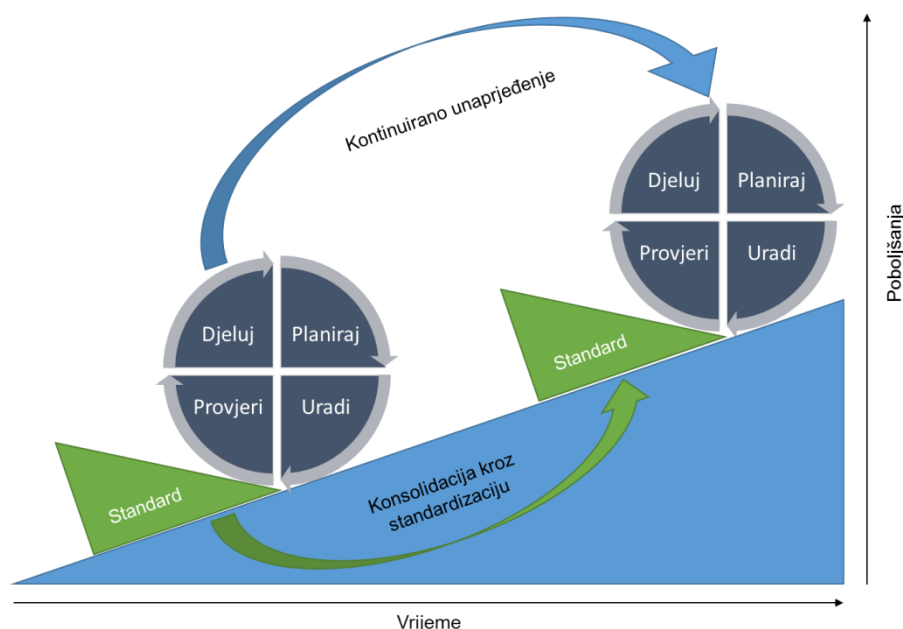 Kontinuirano unaprjeđenje
Djeluj
Planiraj
Provjeri
Uradi
Poboljšanja
Djeluj
Planiraj
Provjeri
Uradi
Standard
Standard
Konsolidacija kroz
standardizaciju
Vrijeme